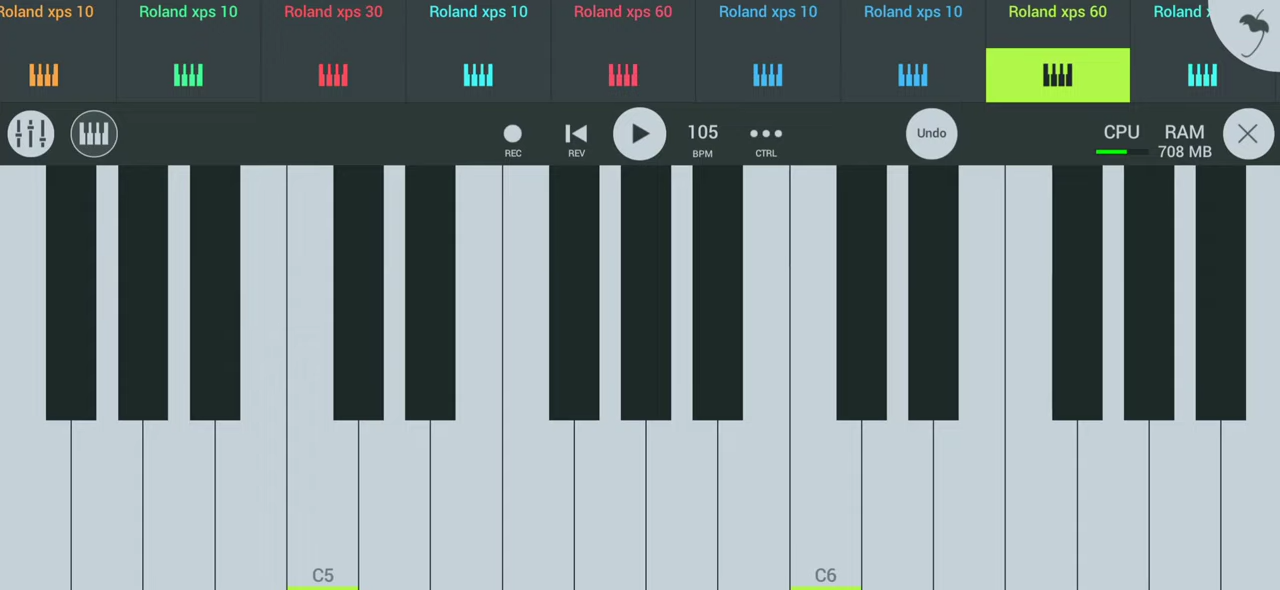 Roland xps 10
Roland xps 10
Roland xps 30
Roland xps 10
Roland xps 60
Roland xps 10
Roland xps 10
Roland xps 60
Roland
REC
REV
105
BPM
CTRL
Undo
CPU
RAM
708 MB
C5
C6